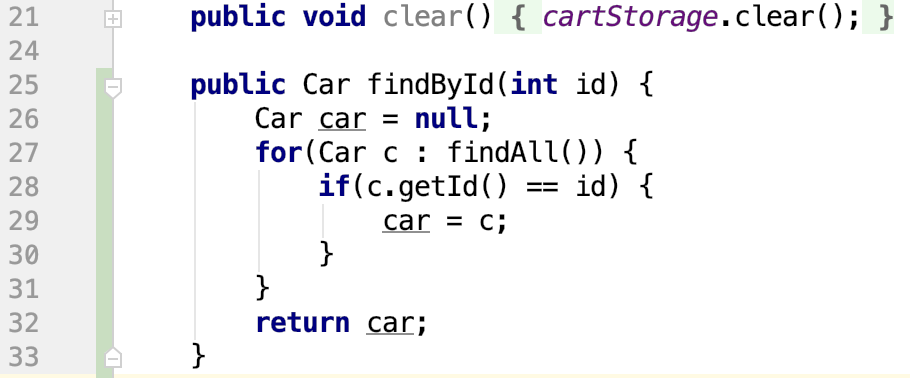 21 public void clear() { cartStorage.clear(); }
24
25 public Car findById(int id) {
26 Car car = null;
27 for(Car c : findAll()) {
28 if(c.getId() == id) {
29 car = c;
30 }
31 }
32 return car;
33 }